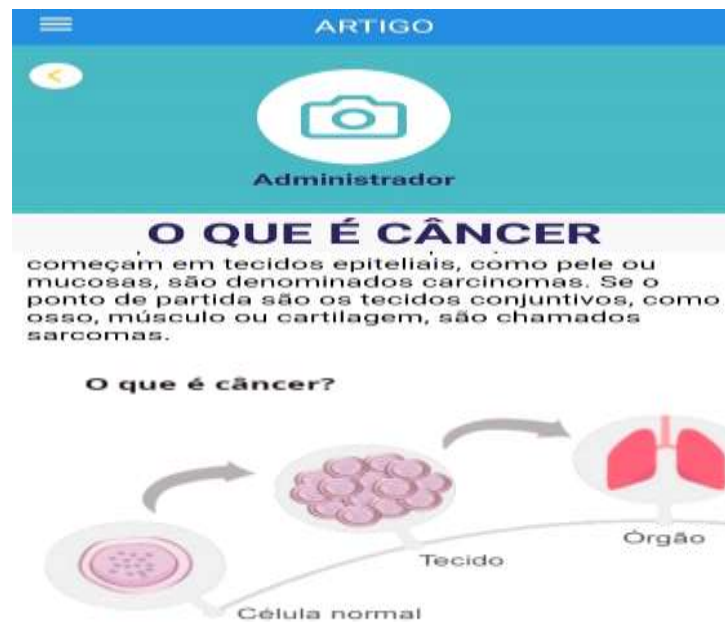 ARTIGO
Administrador
O QUE É CÂNCER
começam em tecidos epiteliais, como pele ou
mucosas, são denominados carcinomas. Se o
ponto de partida são os tecidos conjuntivos, como
osso, músculo ou cartilagem, são chamados
sarcomas.
O que é câncer?
Órgão
Tecido
Célula normal